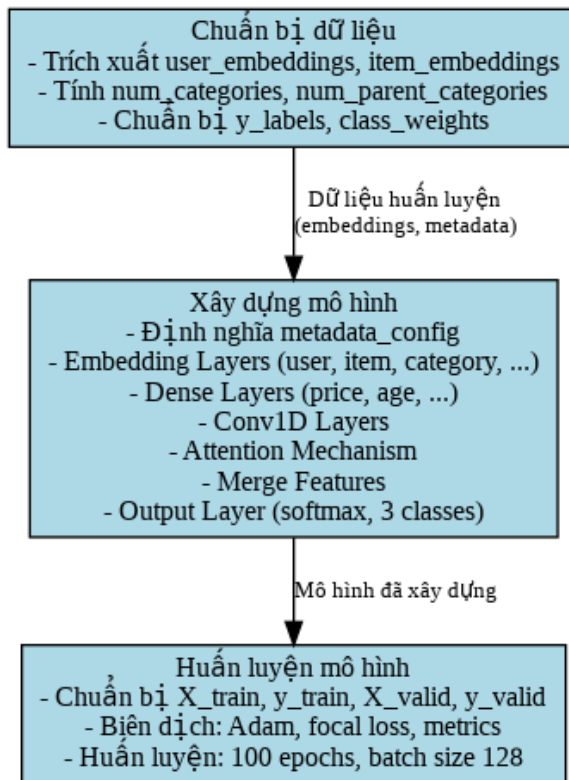 Chuẩn bị dữ liệu
- Trích xuất user_embeddings, item_embeddings
- Tính num_categories, num_parent_categories
- Chuẩn bị y_labels, class_weights
Dữ liệu huấn luyện
(embeddings, metadata)
Xây dựng mô hình
- Định nghĩa metadata_config
- Embedding Layers (user, item, category, ...)
- Dense Layers (price, age, ...)
- Conv1D Layers
- Attention Mechanism
- Merge Features
- Output Layer (softmax, 3 classes)
Mô hình đã xây dựng
Huấn luyện mô hình
- Chuẩn bị X_train, y_train, X_valid, y_valid
- Biên dịch: Adam, focal loss, metrics
- Huấn luyện: 100 epochs, batch size 128